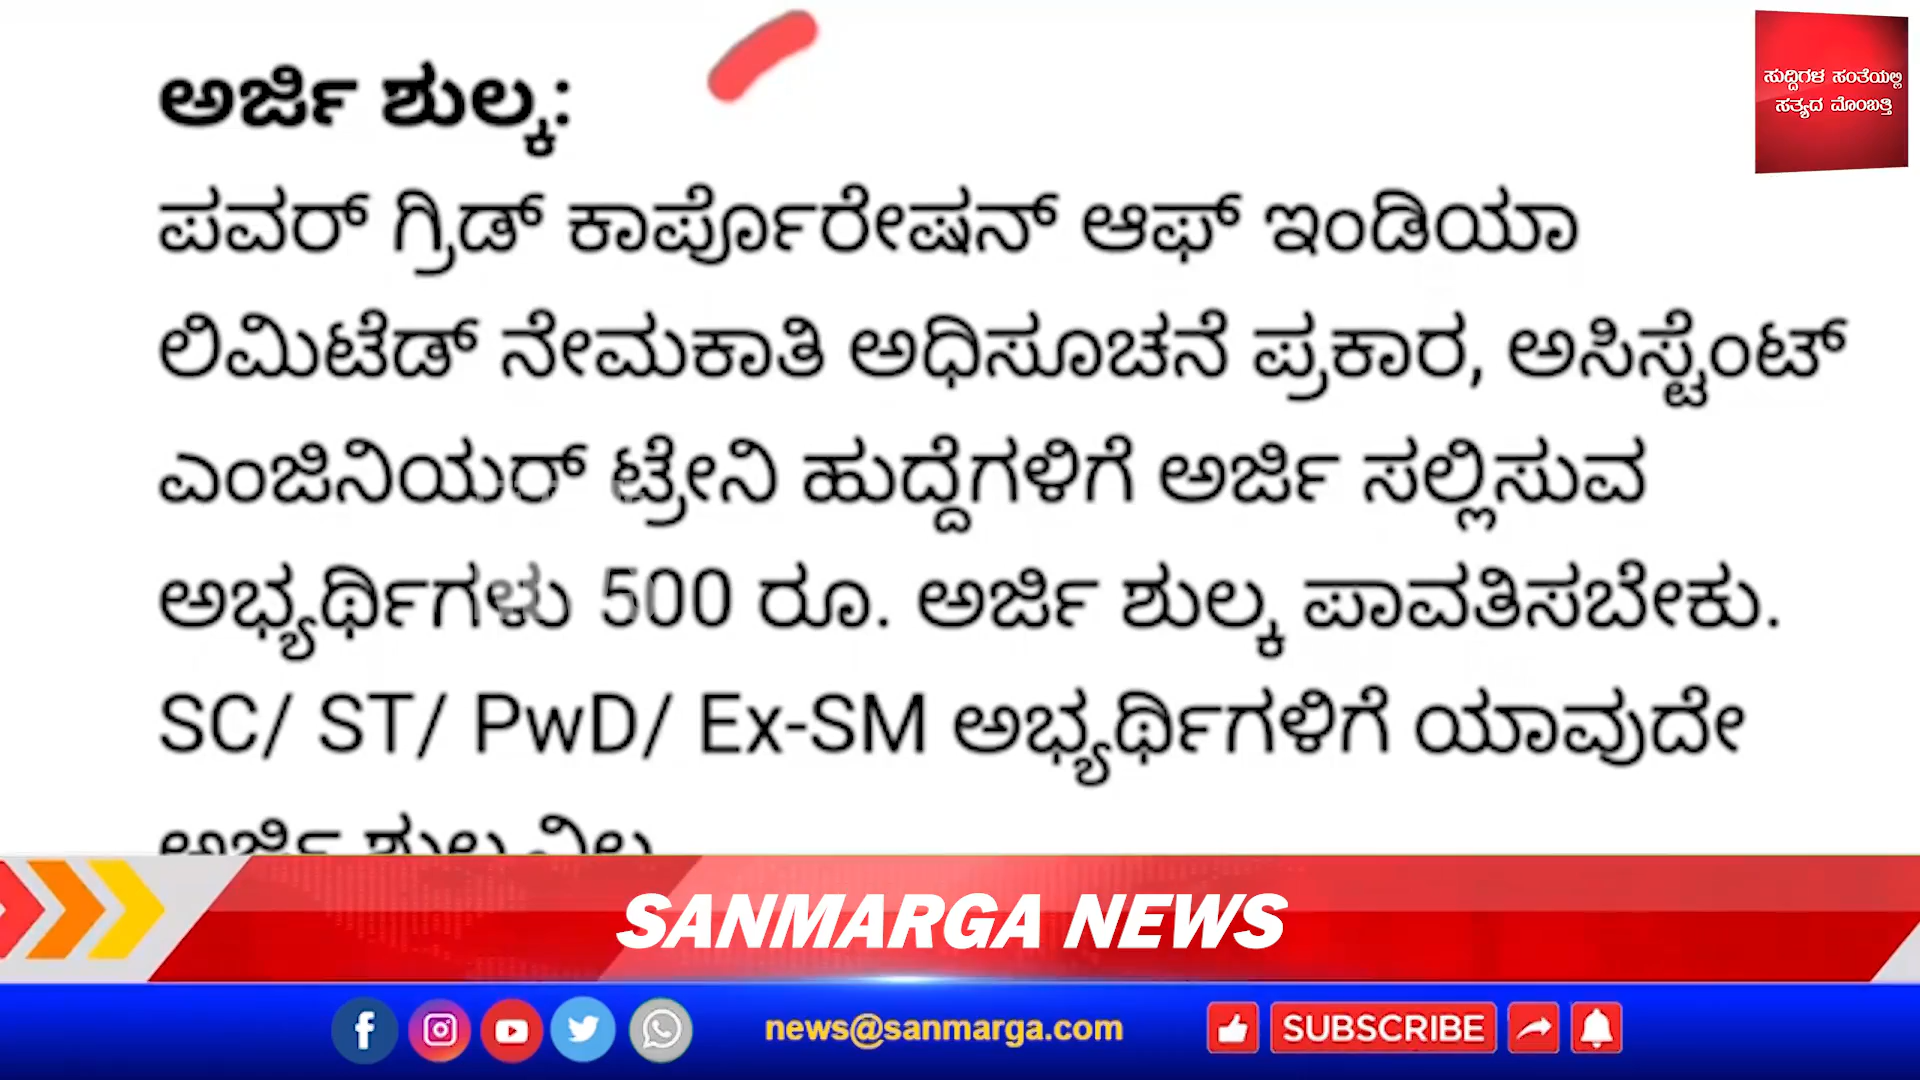 ಅರ್ಜಿ ಶುಲ್ಕ:
ಸುದ್ದಿಗಳ ಸಂತೆಯಲ್ಲಿ
ಸತ್ಯದ ಮೊಂಬತ್ತಿ
ಪವರ್ ಗ್ರಿಡ್ ಕಾರ್ಪೊರೇಷನ್ ಆಫ್ ಇಂಡಿಯಾ
ಲಿಮಿಟೆಡ್ ನೇಮಕಾತಿ ಅಧಿಸೂಚನೆ ಪ್ರಕಾರ, ಅಸಿಸ್ಟೆಂಟ್
ಎಂಜಿನಿಯರ್ ಟ್ರೇನಿ ಹುದ್ದೆಗಳಿಗೆ ಅರ್ಜಿ ಸಲ್ಲಿಸುವ
ಅಭ್ಯರ್ಥಿಗಳು 500 ರೂ. ಅರ್ಜಿ ಶುಲ್ಕ ಪಾವತಿಸಬೇಕು.
SC/ ST/ PwD/ Ex-SM ಅಭ್ಯರ್ಥಿಗಳಿಗೆ ಯಾವುದೇ
ಅರ್ಜಿ ಶುಲ್ಕವಿಲ್ಲ
SANMARGA NEWS
news@sanmarga.com
SUBSCRIBE